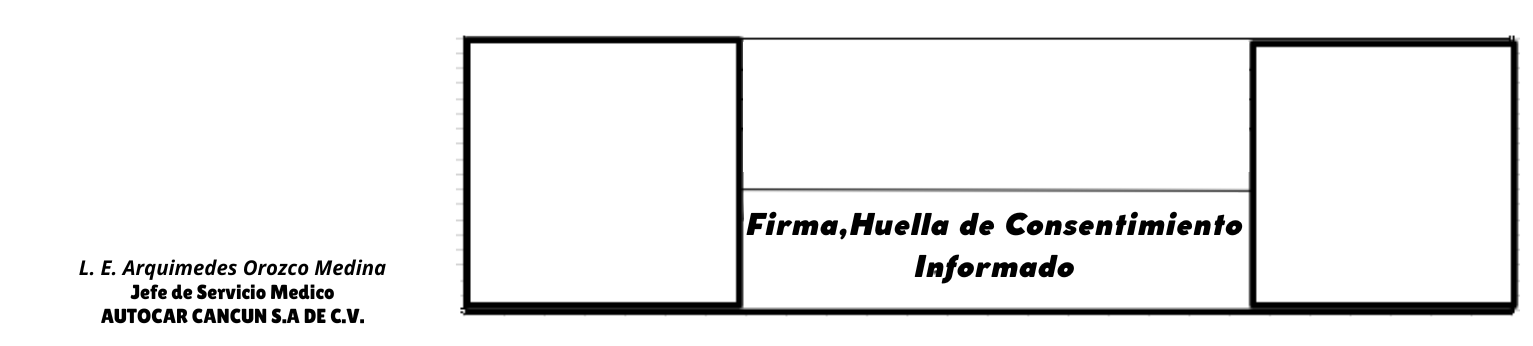 L. E. Arquimedes Orozco Medina
Jefe de Servicio Medico
AUTOCAR CANCUN S.A DE C.V.
Firma,Huella de Consentimiento
Informado